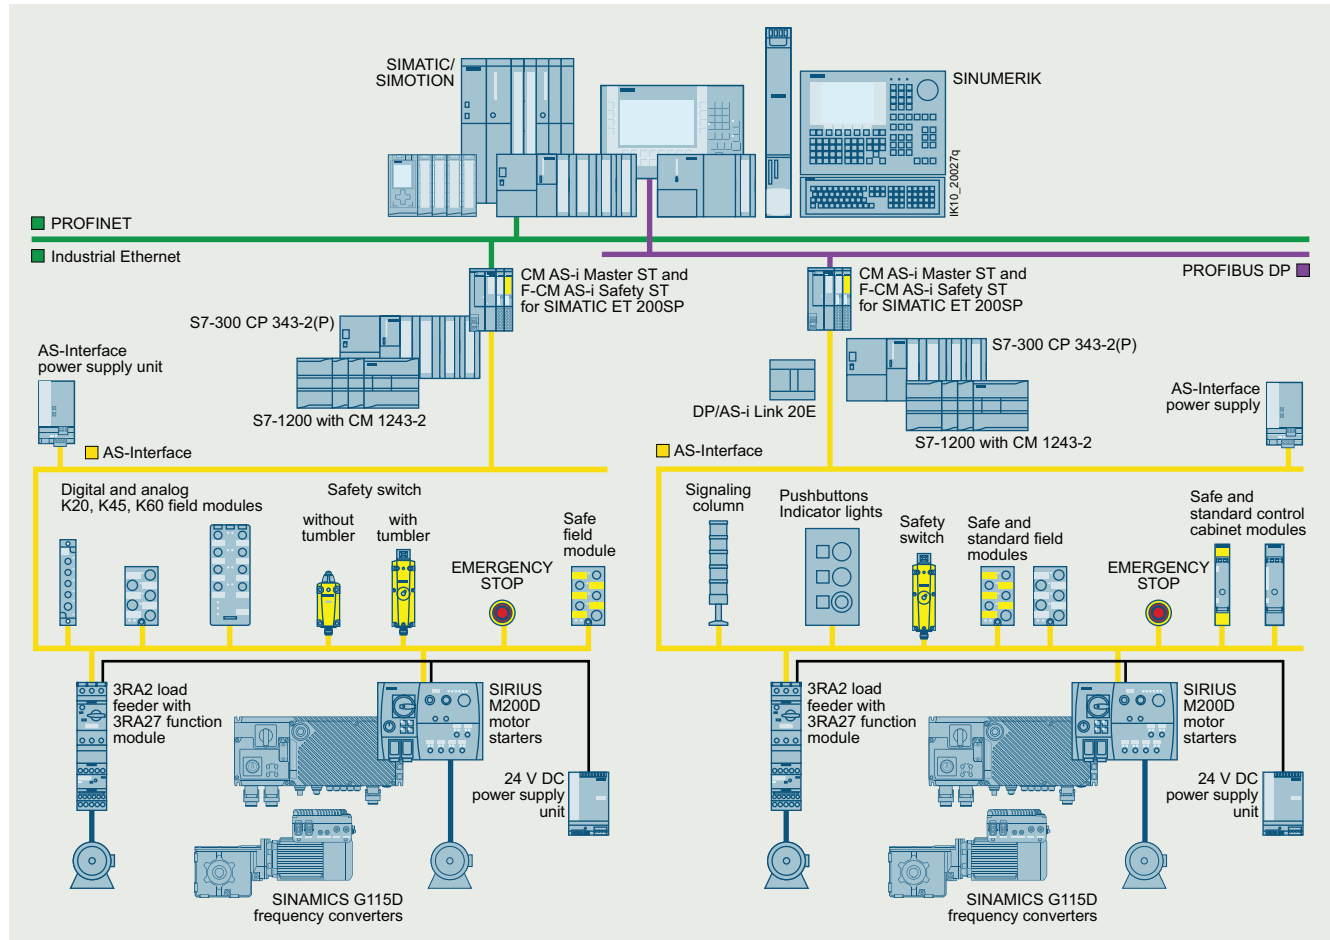 SIMATIC/
SIMOTION
SINUMERIK
IK10_20027q
PROFINET
Industrial Ethernet
PROFIBUS DP
CM AS-i Master ST and
F-CM AS-i Safety ST
for SIMATIC ET 200SP
CM AS-i Master ST and
F-CM AS-i Safety ST
for SIMATIC ET 200SP
S7-300 CP 343-2(P)
S7-1200 with CM 1243-2
AS-Interface
power supply unit
AS-Interface
S7-300 CP 343-2(P)
DP/AS-i Link 20E
S7-1200 with CM 1243-2
AS-Interface
power supply
AS-Interface
Digital and analog
K20, K45, K60 field modules
Safety switch
without
tumbler
with
tumbler
EMERGENCY
STOP
Safe
field
module
Signaling
column
Pushbuttons
Indicator lights
Safety
switch
Safe and
standard field
modules
EMERGENCY
STOP
Safe and
standard control
cabinet modules
3RA2 load
feeder with
3RA27 function
module
SIRIUS
M200D
motor
starters
24 V DC
power supply
unit
SINAMICS G115D
frequency converters
3RA2 load
feeder with
3RA27 function
module
SIRIUS
M200D
motor
starters
24 V DC
power supply
unit
SINAMICS G115D
frequency converters